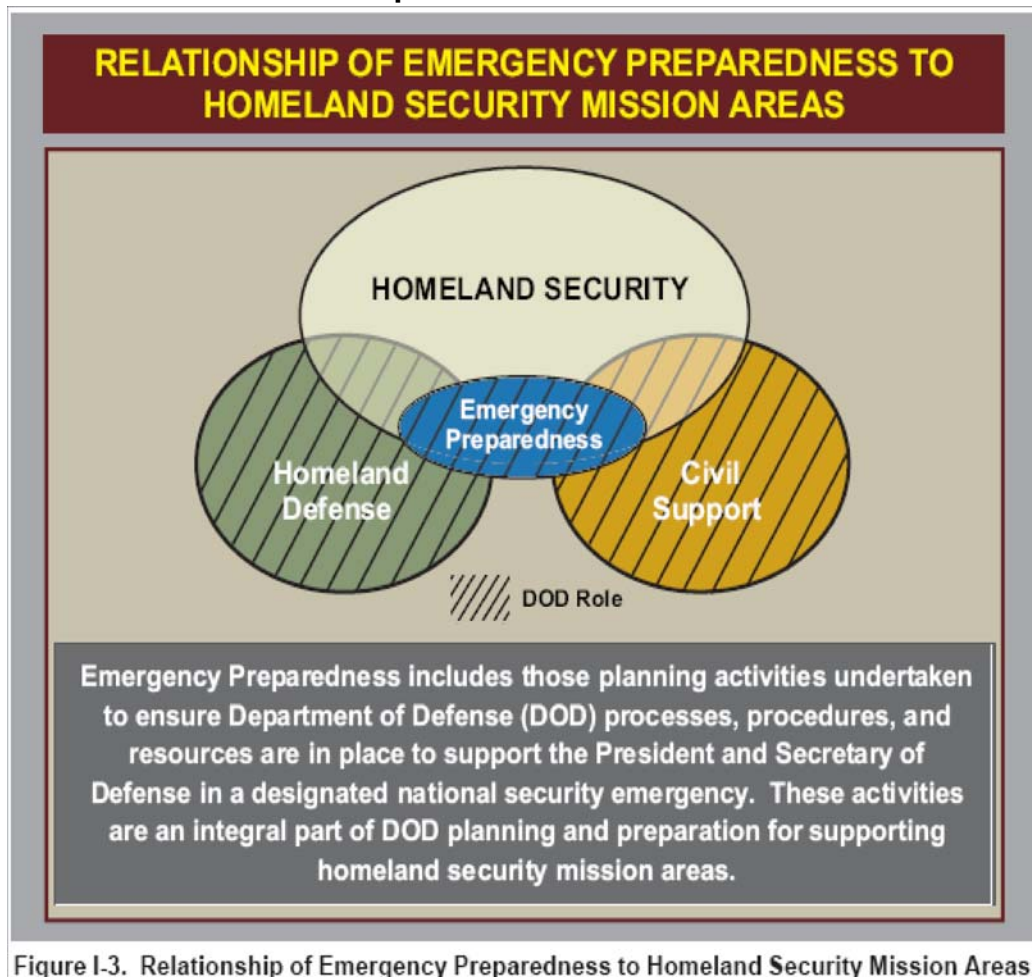 RELATIONSHIP OF EMERGENCY PREPAREDNESS TO
HOMELAND SECURITY MISSION AREAS
HOMELAND SECURITY
Emergency
Preparedness
Homeland
Defense
Civil
Support
DOD Role
Emergency Preparedness includes those planning activities undertaken
to ensure Department of Defense (DOD) processes, procedures, and
resources are in place to support the President and Secretary of
Defense in a designated national security emergency. These activities
are an integral part of DOD planning and preparation for supporting
homeland security mission areas.
Figure I-3. Relationship of Emergency Preparedness to Homeland Security Mission Areas